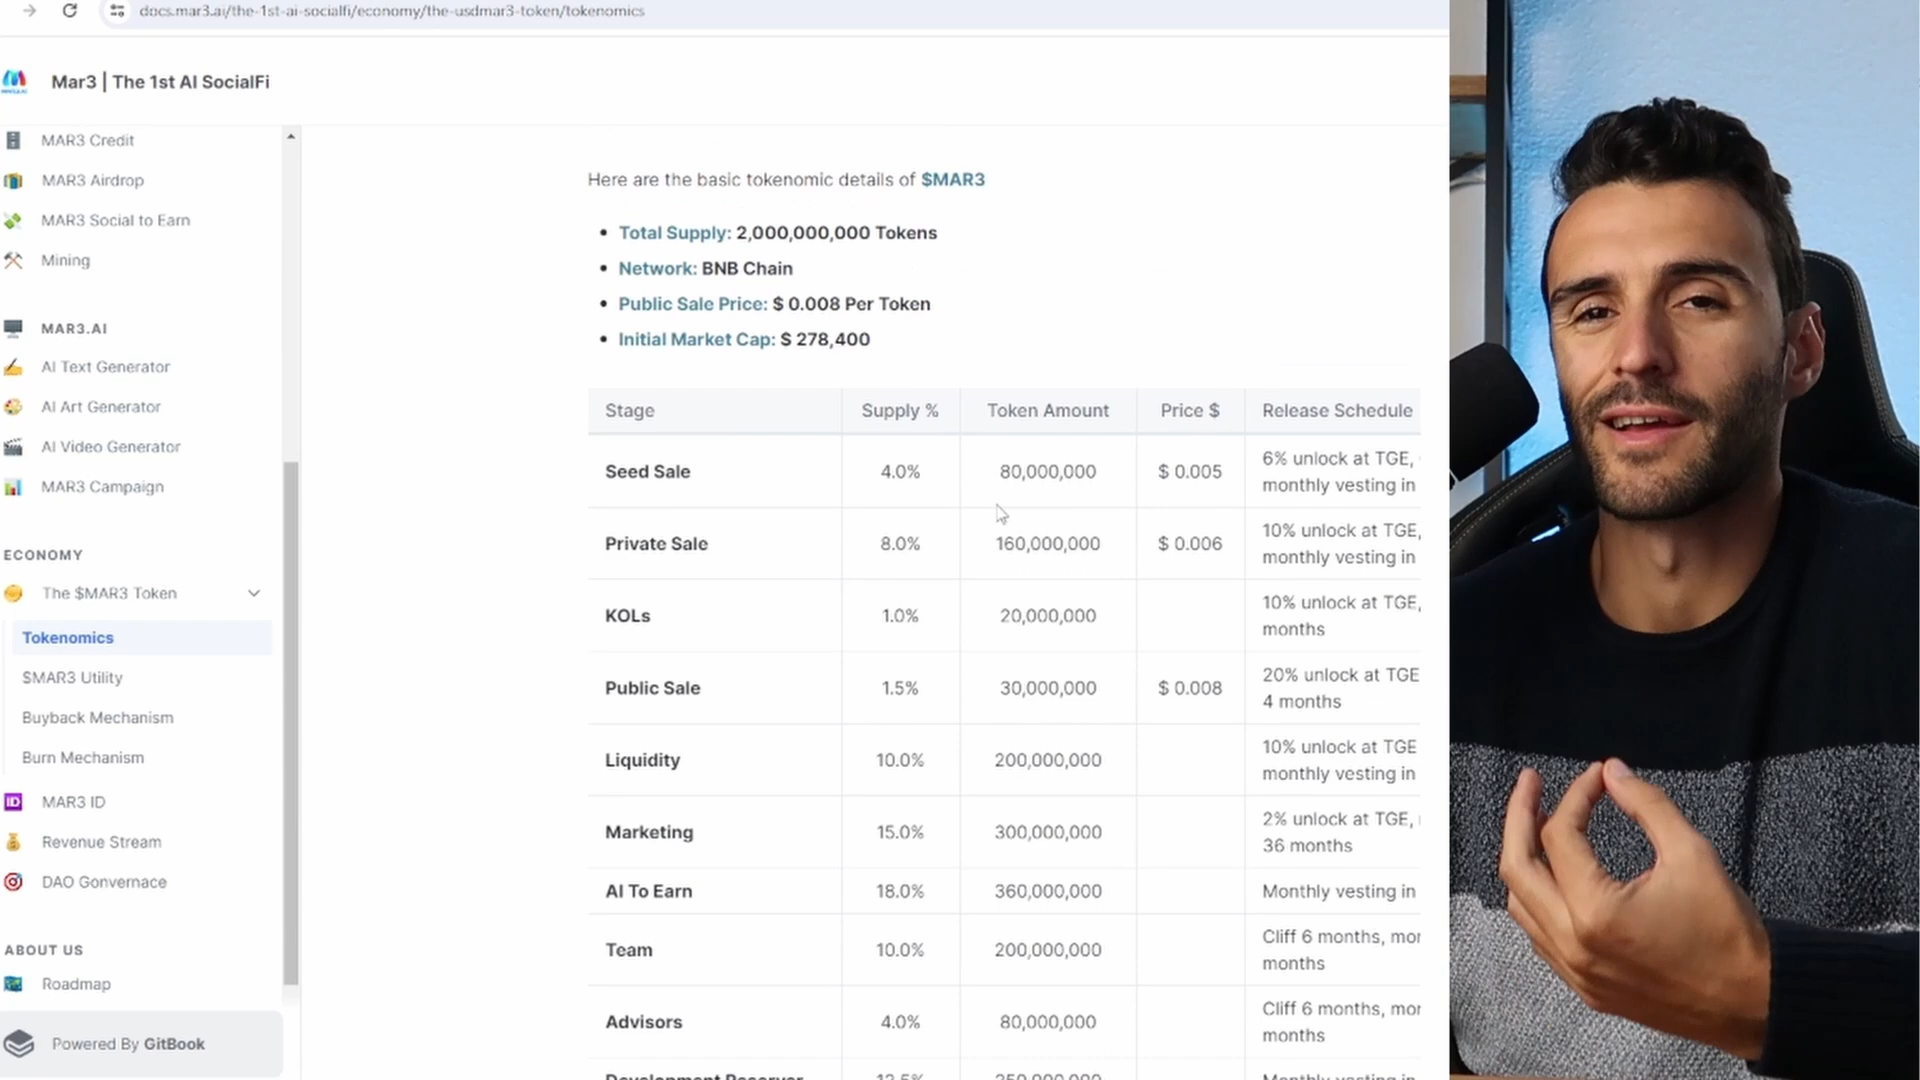 docs.mar3.ai/the-1st-ai-socialfi/economy/the-usdmar3-token/tokenomics
Mar3 | The 1st AI SocialFi
MAR3 Credit
MAR3 Airdrop
MAR3 Social to Earn
Mining
MAR3.AI
AI Text Generator
AI Art Generator
AI Video Generator
MAR3 Campaign
ECONOMY
The $MAR3 Token
Tokenomics
$MAR3 Utility
Buyback Mechanism
Burn Mechanism
ID MAR3 ID
Revenue Stream
DAO Gonvernace
ABOUT US
Roadmap
Powered By GitBook
Here are the basic tokenomic details of $MAR3
• Total Supply: 2,000,000,000 Tokens
• Network: BNB Chain
• Public Sale Price: $ 0.008 Per Token
• Initial Market Cap: $ 278,400
Stage Supply % Token Amount Price $ Release Schedule
Seed Sale 4.0% 80,000,000 $ 0.005 6% unlock at TGE,
monthly vesting in
Private Sale 8.0% 160,000,000 $ 0.006 10% unlock at TGE,
monthly vesting in
KOLs 1.0% 20,000,000 10% unlock at TGE,
months
Public Sale 1.5% 30,000,000 $ 0.008 20% unlock at TGE
4 months
Liquidity 10.0% 200,000,000 10% unlock at TGE
monthly vesting in
Marketing 15.0% 300,000,000 2% unlock at TGE,
36 months
AI To Earn 18.0% 360,000,000 Monthly vesting in
Team 10.0% 200,000,000 Cliff 6 months, mor
months
Advisors 4.0% 80,000,000 Cliff 6 months, mor
months